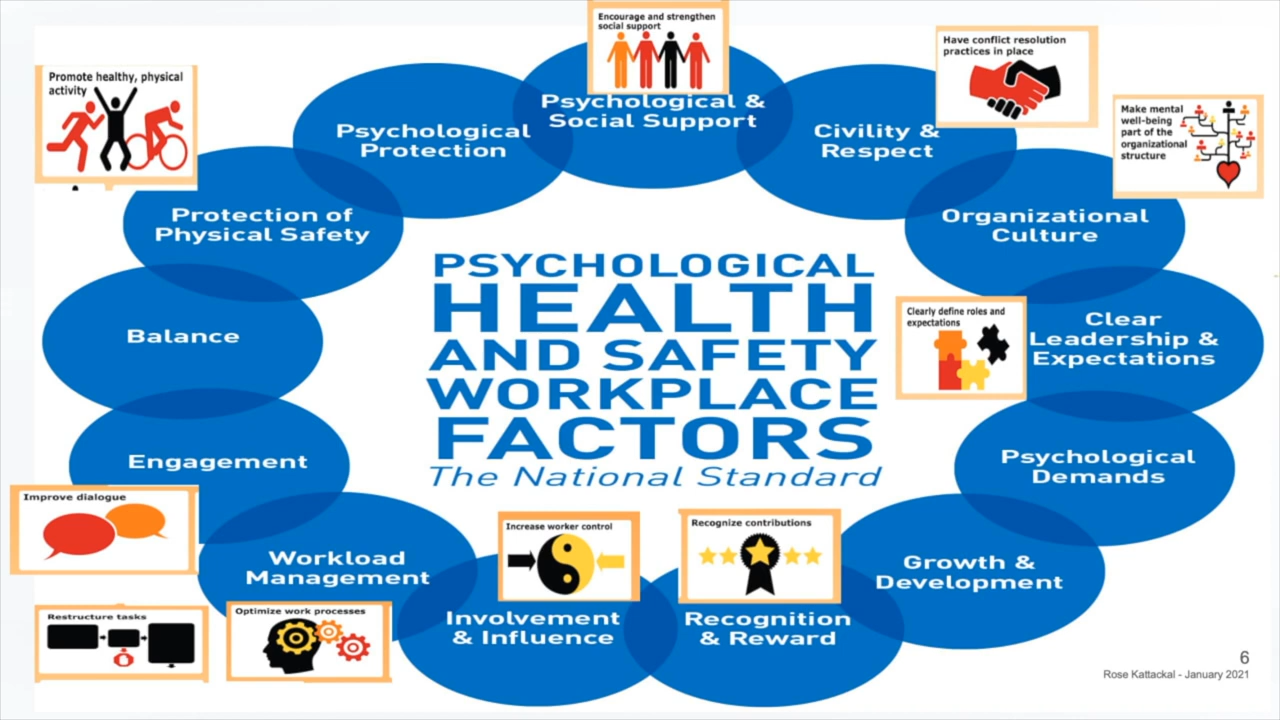 Encourage and strengthen
social support
Psychological &
Social Support
Have conflict resolution
practices in place
Civility &
Respect
Make mental
well-being
part of the
organizational
structure
Organizational
Culture
Clearly define roles and
expectations
Clear
Leadership &
Expectations
Psychological
Demands
Growth &
Development
Recognize contributions
Recognition
& Reward
Increase worker control
Involvement
& Influence
Optimize work processes
Restructure tasks
Workload
Management
Improve dialogue
Engagement
Balance
Protection of
Physical Safety
Promote healthy, physical
activity
Psychological
Protection
PSYCHOLOGICAL
HEALTH
AND SAFETY
WORKPLACE
FACTORS
The National Standard
6
Rose Kattackal - January 2021